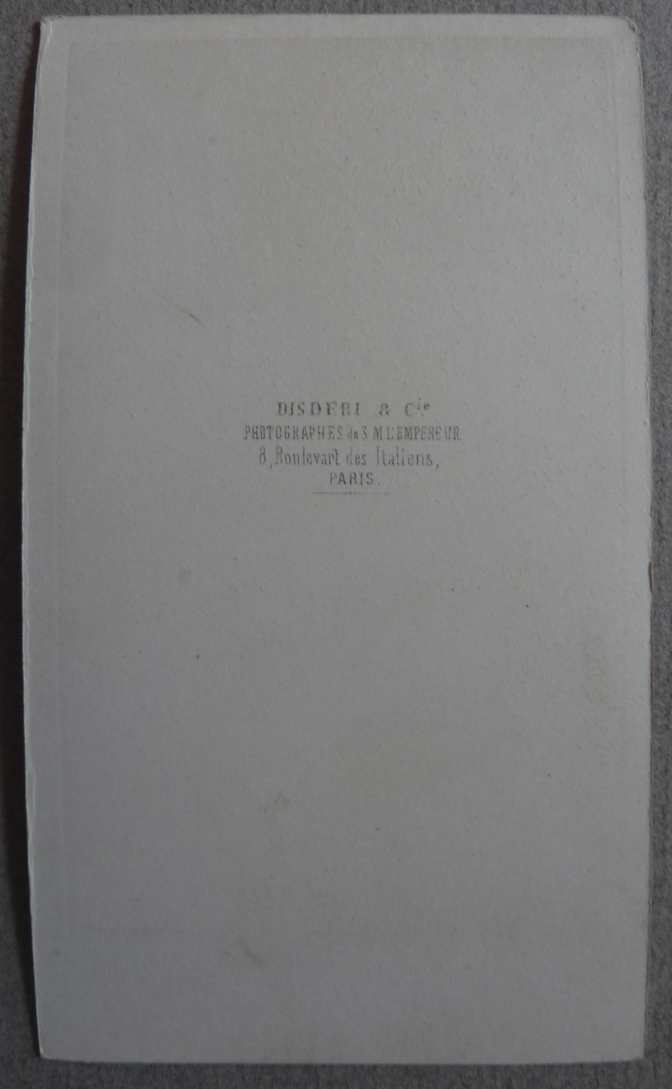 DISDERI & Cie
PHOTOGRAPHES de S. M. L'EMPEREUR.
8, Boulevart des Italiens,
PARIS.